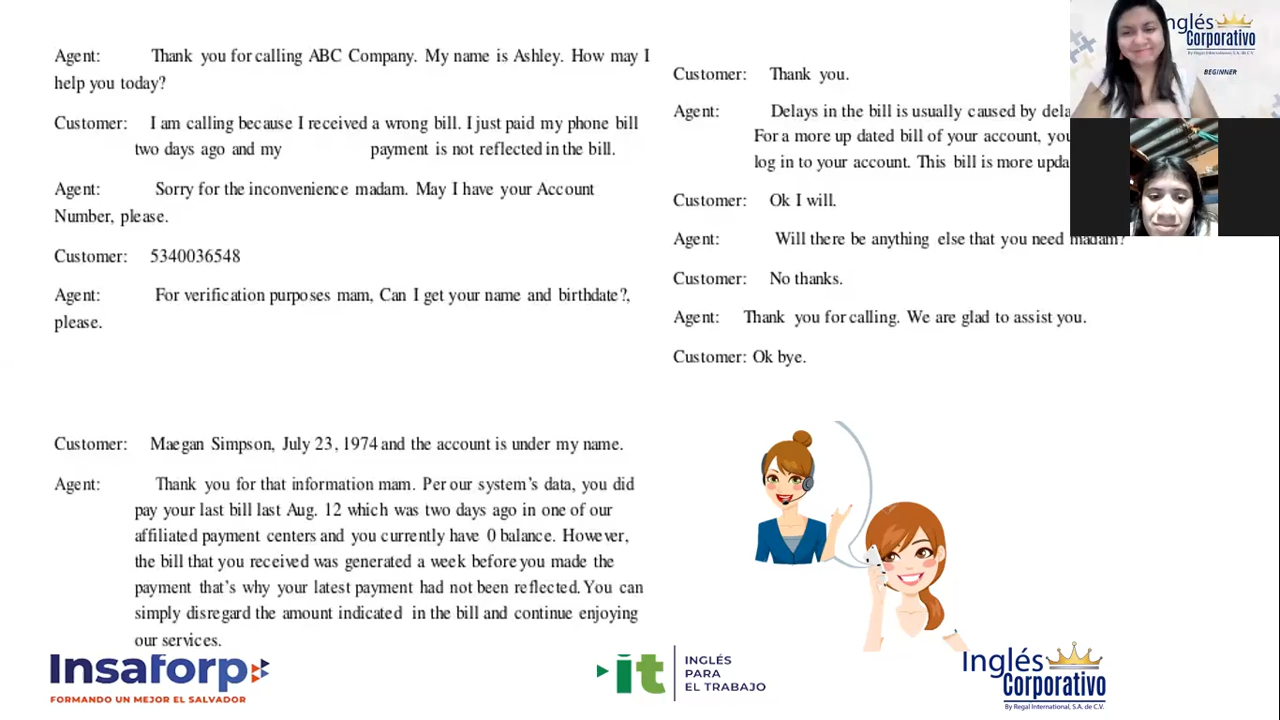 Agent: Thank you for calling ABC Company. My name is Ashley. How may I
help you today?
Customer: I am calling because I received a wrong bill. I just paid my phone bill
two days ago and my payment is not reflected in the bill.
Agent: Sorry for the inconvenience madam. May I have your Account
Number, please.
Customer: 5340036548
Agent: For verification purposes mam, Can I get your name and birthdate?,
please.
Customer: Maegan Simpson, July 23, 1974 and the account is under my name.
Agent: Thank you for that information mam. Per our system's data, you did
pay your last bill last Aug. 12 which was two days ago in one of our
affiliated payment centers and you currently have 0 balance. However,
the bill that you received was generated a week before you made the
payment that's why your latest payment had not been reflected. You can
simply disregard the amount indicated in the bill and continue enjoying
our services.
Customer: Thank you.
Agent: Delays in the bill is usually caused by
For a more up dated bill of your account,
log in to your account. This bill is more
Customer: Ok I will.
Agent: Will there be anything else that you need madam?
Customer: No thanks.
Agent: Thank you for calling. We are glad to assist you.
Customer: Ok bye.
Inglés
Corporativo
By Regal International, S.A. de C.V.
BEGINNER
Insaforp
FORMANDO UN MEJOR EL SALVADOR
it
INGLÉS
PARA
EL TRABAJO
Inglés
Corporativo
By Regal International, S.A. de C.V.